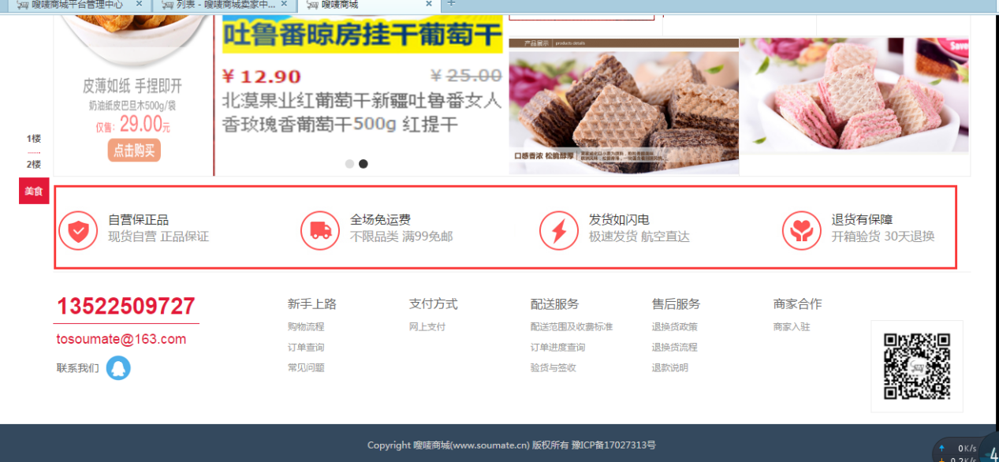 嗖唛商城平台管理中心
列表 - 嗖唛商城卖家中...
嗖唛商城
皮薄如纸 手捏即开
奶油纸皮巴旦木500g/袋
仅售：29.00元
点击购买
吐鲁番晾房挂干葡萄干
¥ 12.90
¥ 25.00
北漠果业红葡萄干新疆吐鲁番女人
香玫瑰香葡萄干500g 红提干
产品展示 | products details
口感香浓 松脆醇厚
Save
1楼
2楼
美食
自营保证品
现货自营 正品保证
全场免运费
不限品类 满99免邮
发货如闪电
极速发货 航空直达
退货有保障
开箱验货 30天退换
13522509727
tosoumate@163.com
联系我们
新手上路
购物流程
订单查询
常见问题
支付方式
网上支付
配送服务
配送范围及收费标准
订单进度查询
验货与签收
售后服务
退换货政策
退换货流程
退款说明
商家合作
商家入驻
Copyright 嗖唛商城(www.soumate.cn) 版权所有 豫ICP备17027313号
0K/s
0.2K/s
4